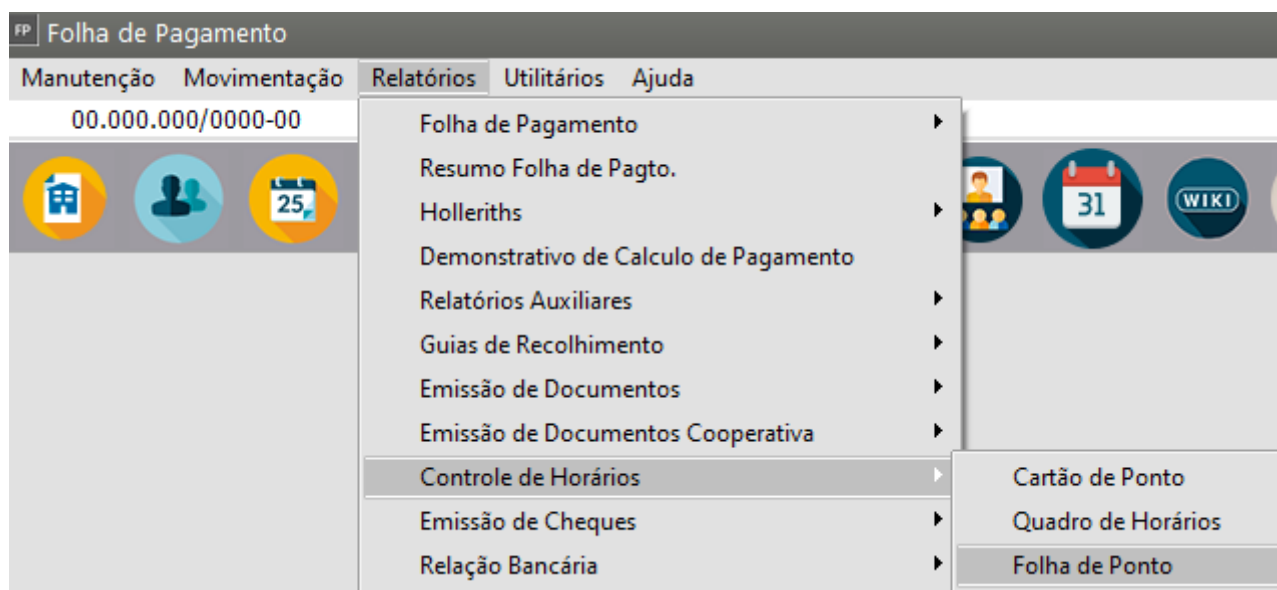 FP Folha de Pagamento
Manutenção Movimentação Relatórios Utilitários Ajuda
00.000.000/0000-00
25
31
WIKI
Folha de Pagamento
Resumo Folha de Pagto.
Holleriths
Demonstrativo de Calculo de Pagamento
Relatórios Auxiliares
Guias de Recolhimento
Emissão de Documentos
Emissão de Documentos Cooperativa
Controle de Horários
Emissão de Cheques
Relação Bancária
Cartão de Ponto
Quadro de Horários
Folha de Ponto